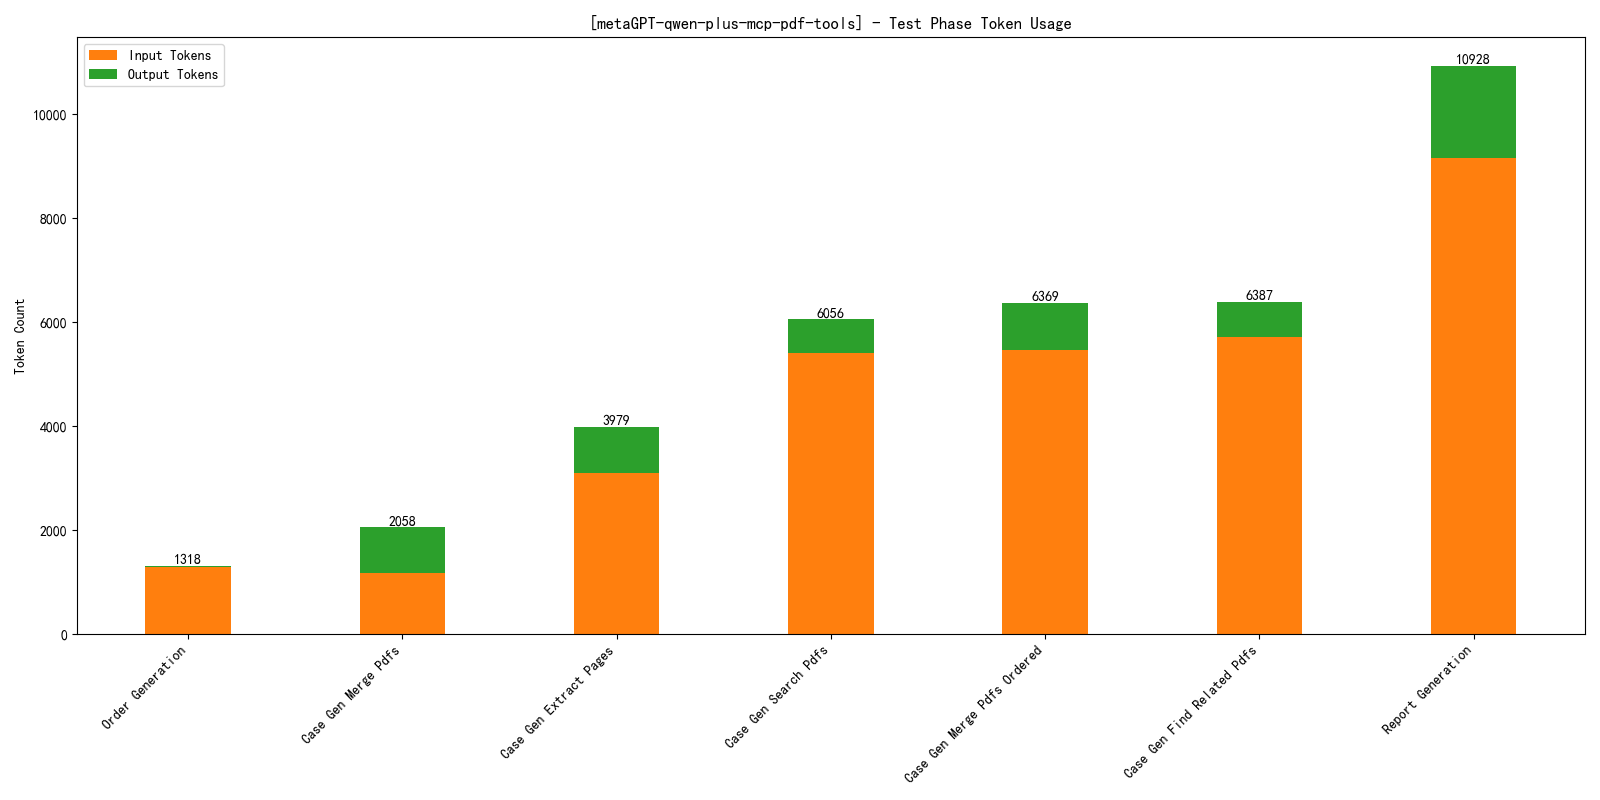 [metaGPT-qwen-plus-mcp-pdf-tools] - Test Phase Token Usage
Input Tokens
Output Tokens
Token Count
10000
8000
6000
4000
2000
0
1318
2058
3979
6056
6369
6387
10928
Order Generation
Case Gen Merge Pdfs
Case Gen Extract Pages
Case Gen Search Pdfs
Case Gen Merge Pdfs Ordered
Case Gen Find Related Pdfs
Report Generation